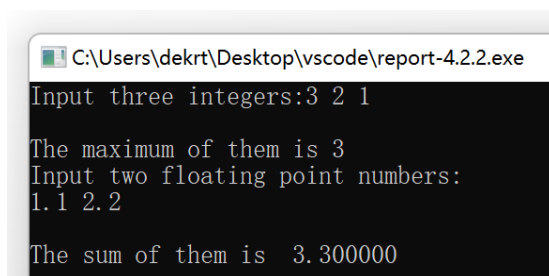 C:\Users\dekrt\Desktop\vscode\report-4.2.2.exe
Input three integers:3 2 1
The maximum of them is 3
Input two floating point numbers:
1.1 2.2
The sum of them is  3.300000